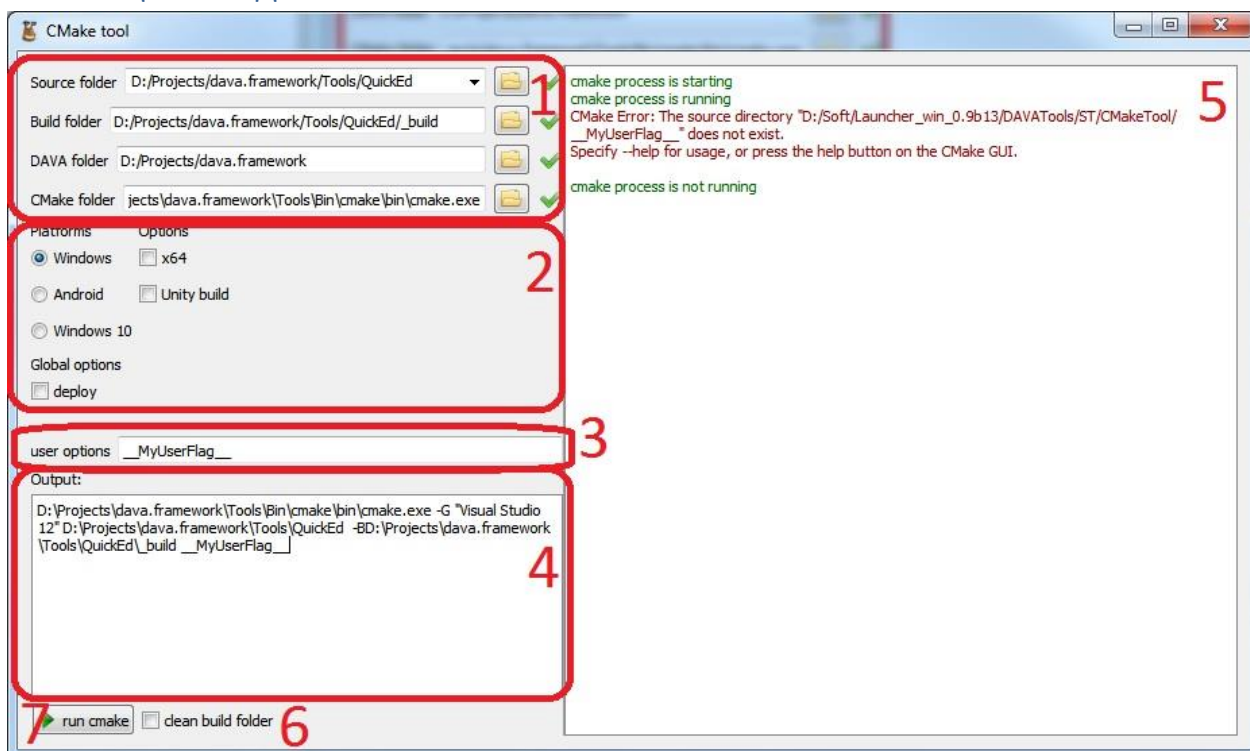 CMake tool
Source folder D:/Projects/dava.framework/Tools/QuickEd
1
Build folder D:/Projects/dava.framework/Tools/QuickEd/_build
DAVA folder D:/Projects/dava.framework
CMake folder jects\dava.framework\Tools\Bin\cmake\bin\cmake.exe
Platforms Options
Windows x64
2
Android Unity build
Windows 10
Global options
deploy
user options __MyUserFlag__
3
Output:
D:\Projects\dava.framework\Tools\Bin\cmake\bin\cmake.exe -G "Visual Studio
12" D:\Projects\dava.framework\Tools\QuickEd -BD:\Projects\dava.framework
\Tools\QuickEd\_build __MyUserFlag__
4
7
run cmake clean build folder
6
cmake process is starting
cmake process is running
CMake Error: The source directory "D:/Soft/Launcher_win_0.9b13/DAVATools/ST/CMakeTool/
__MyUserFlag__" does not exist.
Specify --help for usage, or press the help button on the CMake GUI.
cmake process is not running
5